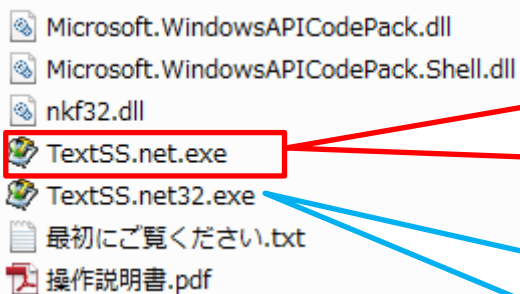 Microsoft.WindowsAPICodePack.dll
Microsoft.WindowsAPICodePack.Shell.dll
nkf32.dll
TextSS.net.exe
TextSS.net32.exe
最初にご覧ください.txt
操作説明書.pdf